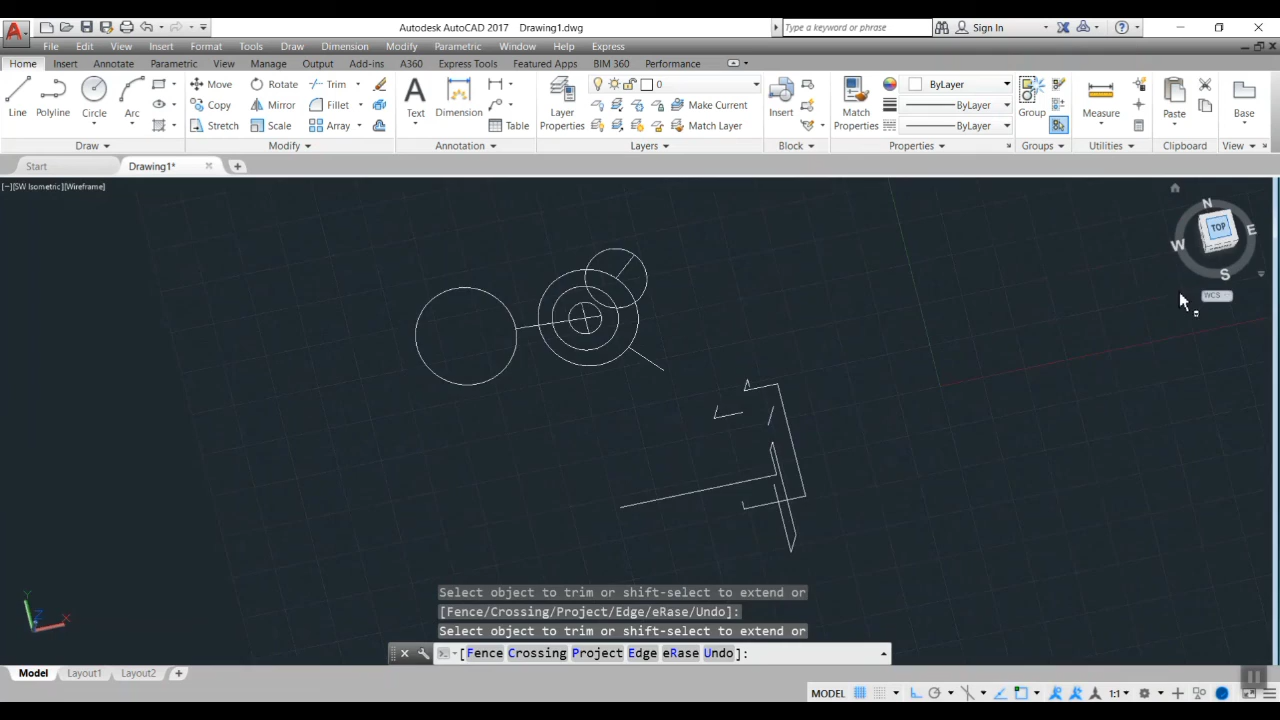 Autodesk AutoCAD 2017 Drawing1.dwg
Type a keyword or phrase
Sign In
File Edit View Insert Format Tools Draw Dimension Modify Parametric Window Help Express
Home Insert Annotate Parametric View Manage Output Add-ins A360 Express Tools Featured Apps BIM 360 Performance
Line Polyline Circle Arc
Move Rotate Trim
Copy Mirror Fillet
Stretch Scale Array
Text Dimension Table
Layer Properties
0
Make Current
Match Layer
Insert
Match Properties
ByLayer
ByLayer
ByLayer
Group
Measure
Paste
Base
Draw Modify Annotation Layers Block Properties Groups Utilities Clipboard View
Start Drawing1*
[−][SW Isometric][Wireframe]
N
W TOP E
S
WCS
Y
Z X
Select object to trim or shift-select to extend or
[Fence/Crossing/Project/Edge/eRase/Undo]:
Select object to trim or shift-select to extend or
[Fence Crossing Project Edge eRase Undo]:
Model Layout1 Layout2
MODEL 1:1